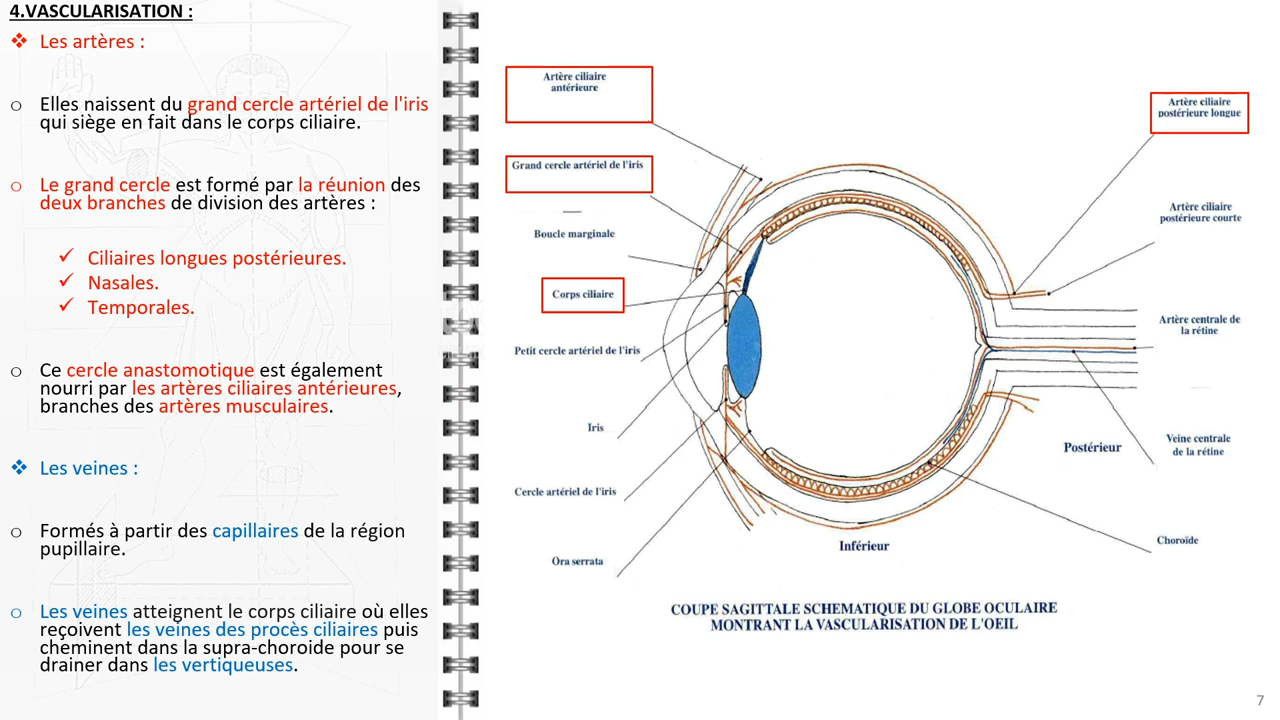 4.VASCULARISATION :
❖ Les artères :
o Elles naissent du grand cercle artériel de l'iris
qui siège en fait dans le corps ciliaire.
o Le grand cercle est formé par la réunion des
deux branches de division des artères :
✓ Ciliaires longues postérieures.
✓ Nasales.
✓ Temporales.
o Ce cercle anastomotique est également
nourri par les artères ciliaires antérieures,
branches des artères musculaires.
❖ Les veines :
o Formés à partir des capillaires de la région
pupillaire.
o Les veines atteignent le corps ciliaire où elles
reçoivent les veines des procès ciliaires puis
cheminent dans la supra-choroide pour se
drainer dans les vertiqueuses.
Artère ciliaire
antérieure
Grand cercle artériel de l'iris
Boucle marginale
Corps ciliaire
Petit cercle artériel de l'iris
Iris
Cercle artériel de l'iris
Ora serrata
Artère ciliaire
postérieure longue
Artère ciliaire
postérieure courte
Artère centrale de
la rétine
Postérieur
Veine centrale
de la rétine
Choroïde
Inférieur
COUPE SAGITTALE SCHEMATIQUE DU GLOBE OCULAIRE
MONTRANT LA VASCULARISATION DE L'OEIL
7